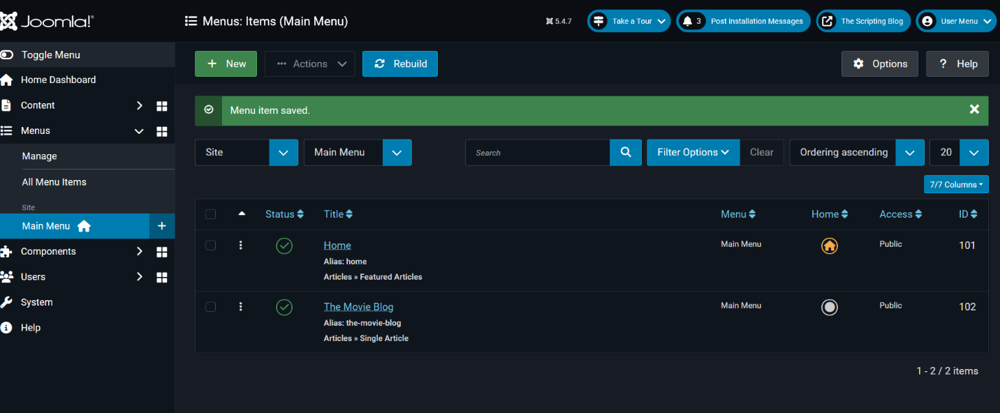 Joomla!®
Menus: Items (Main Menu)
5.4.7
Take a Tour
3 Post Installation Messages
The Scripting Blog
User Menu
Toggle Menu
Home Dashboard
Content
Menus
Manage
All Menu Items
Site
Main Menu
+
Components
Users
System
Help
+ New
... Actions
Rebuild
Options
? Help
Menu item saved.
Site
Main Menu
Search
Filter Options
Clear
Ordering ascending
20
7/7 Columns
Status Title Menu Home Access ID
Home Main Menu Public 101
Alias: home
Articles » Featured Articles
The Movie Blog Main Menu Public 102
Alias: the-movie-blog
Articles » Single Article
1 - 2 / 2 items